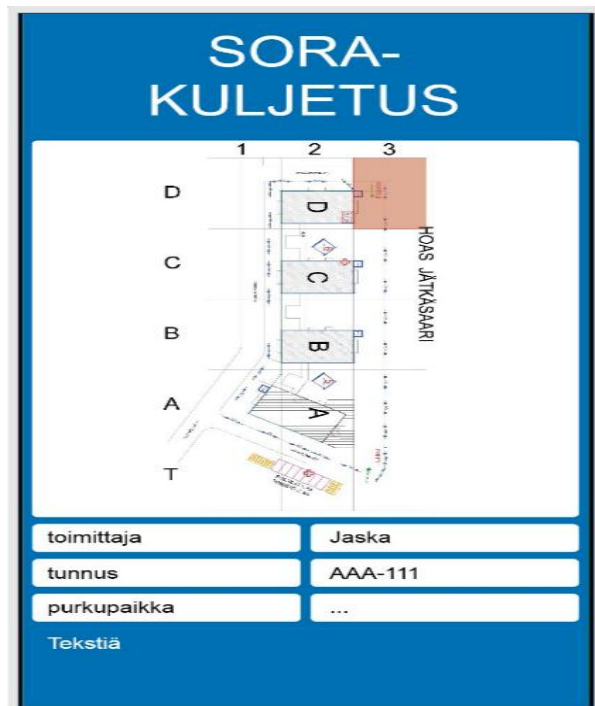 SORA-
KULJETUS
1 2 3
D
D
C
C
HOAS JÄTKÄSAARI
B
B
A
A
T
toimittaja Jaska
tunnus AAA-111
purkupaikka ...
Tekstiä